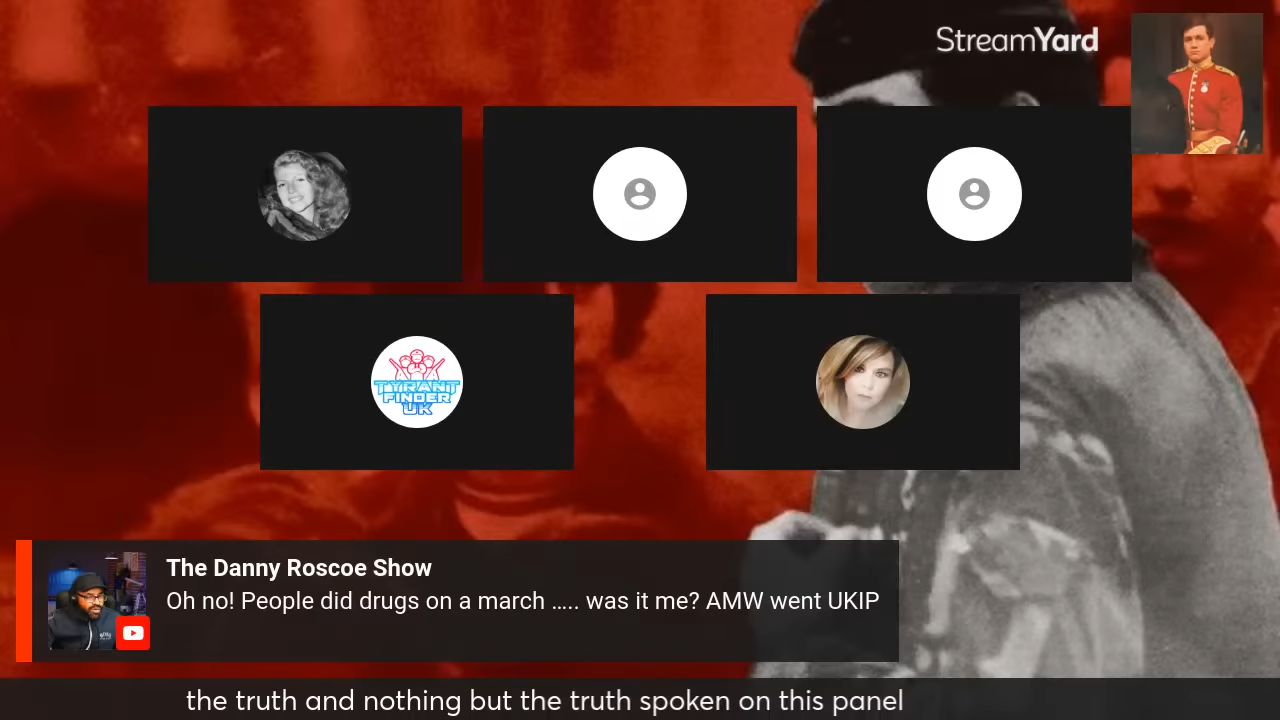 StreamYard
TYRANT
FINDER
UK
The Danny Roscoe Show
Oh no! People did drugs on a march ..... was it me? AMW went UKIP
the truth and nothing but the truth spoken on this panel